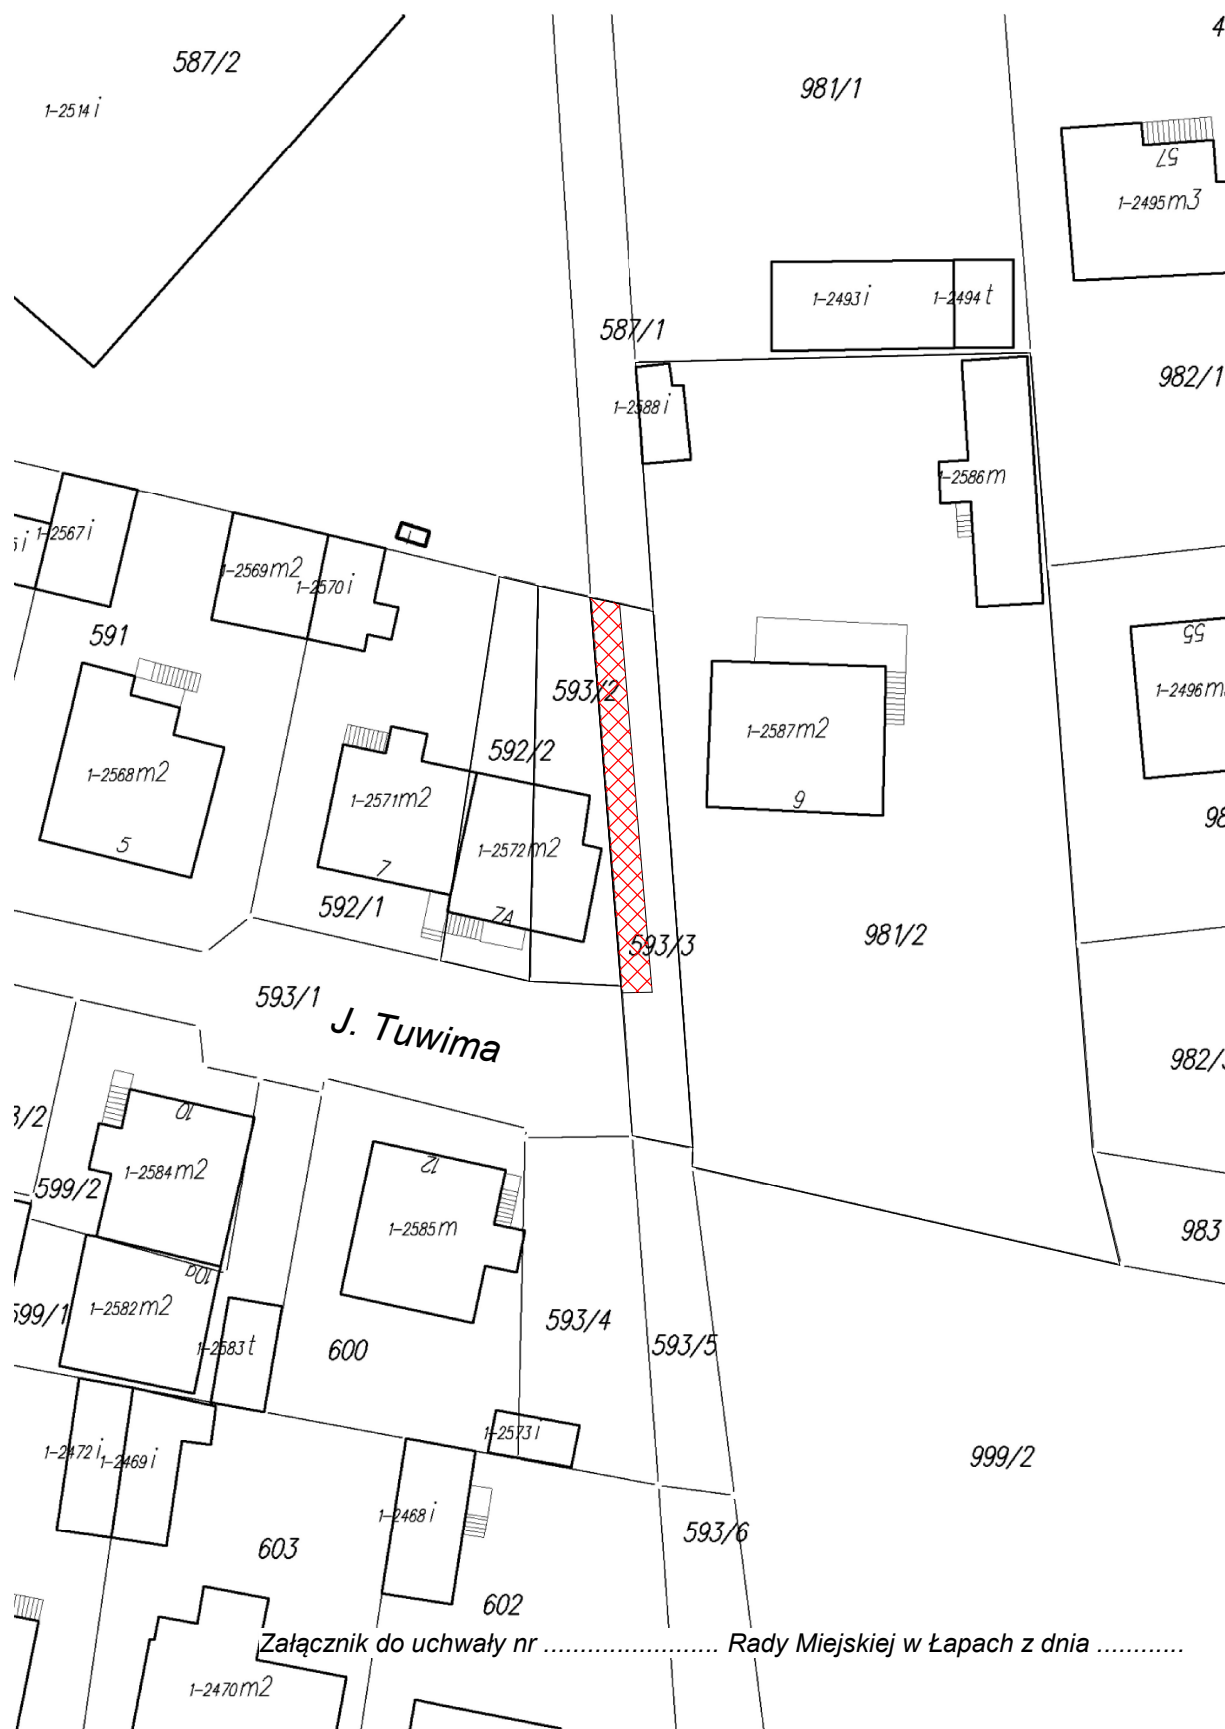 587/2
981/1
1-2514 i
57
1-2495 m3
1-2493 i
1-2494 t
587/1
982/1
1-2588 i
1-2586 m
1-2567 i
1-2569 m2
1-2570 i
591
55
593/2
1-2496 m
1-2587 m2
592/2
1-2568 m2
1-2571 m2
9
5
7
1-2572 m2
592/1
7A
593/3
981/2
593/1
J. Tuwima
982/
10
12
1-2584 m2
599/2
1-2585 m
983
10a
1-2582 m2
599/1
593/4
1-2583 t
600
593/5
1-2573 i
1-2472 i
1-2469 i
999/2
1-2468 i
593/6
603
602
Załącznik do uchwały nr ........................ Rady Miejskiej w Łapach z dnia ............
1-2470 m2